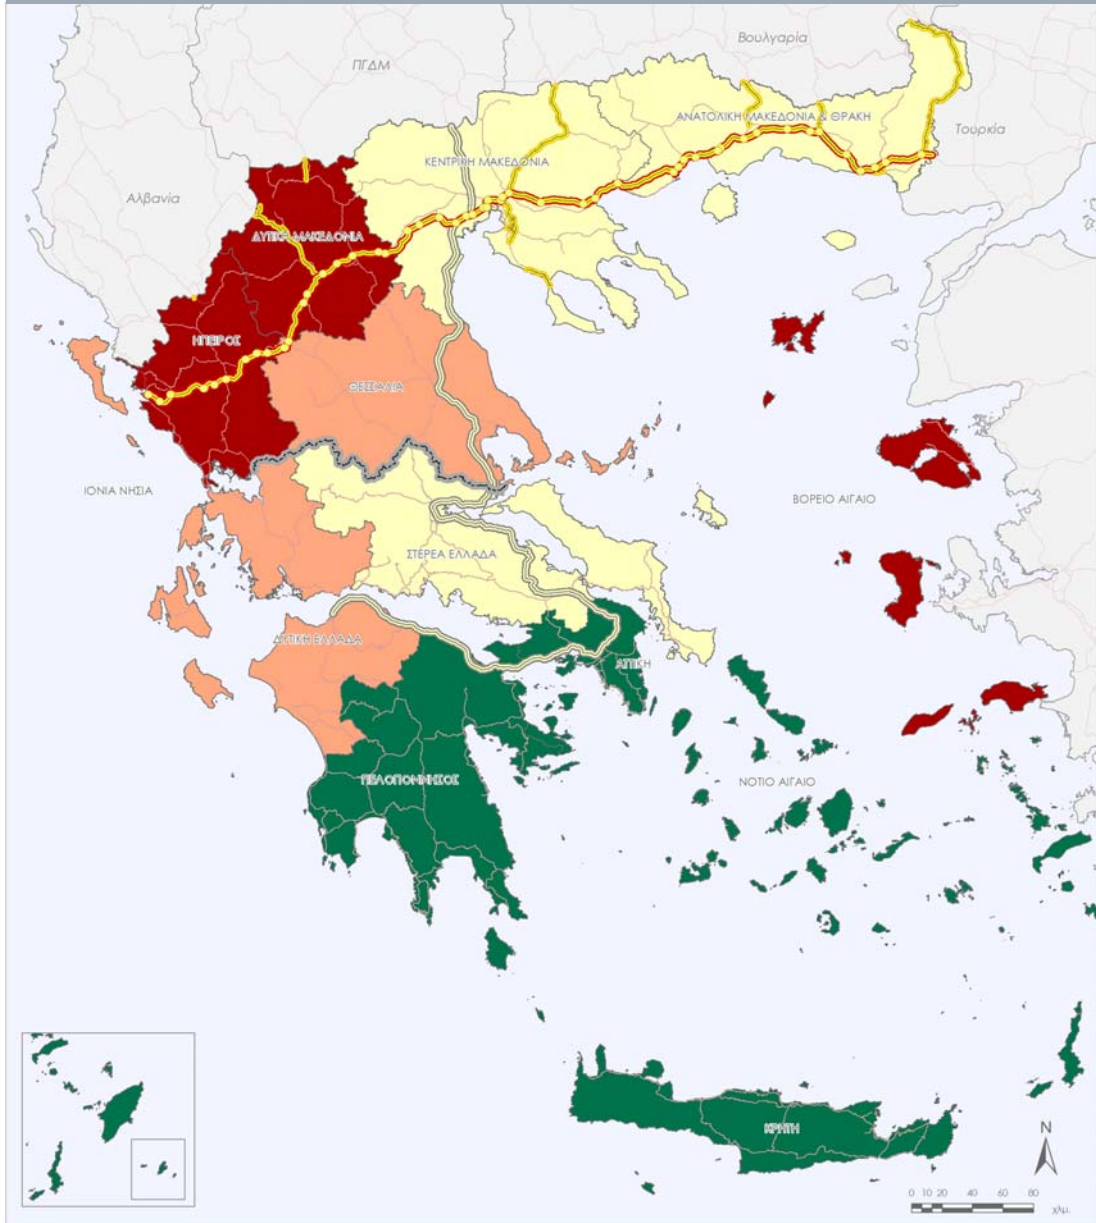 Βουλγαρία
ΠΓΔΜ
ΑΝΑΤΟΛΙΚΗ ΜΑΚΕΔΟΝΙΑ & ΘΡΑΚΗ
Τουρκία
ΚΕΝΤΡΙΚΗ ΜΑΚΕΔΟΝΙΑ
Αλβανία
ΔΥΤΙΚΗ ΜΑΚΕΔΟΝΙΑ
ΗΠΕΙΡΟΣ
ΘΕΣΣΑΛΙΑ
ΙΟΝΙΑ ΝΗΣΙΑ
ΒΟΡΕΙΟ ΑΙΓΑΙΟ
ΣΤΕΡΕΑ ΕΛΛΑΔΑ
ΔΥΤΙΚΗ ΕΛΛΑΔΑ
ΑΤΤΙΚΗ
ΠΕΛΟΠΟΝΝΗΣΟΣ
ΝΟΤΙΟ ΑΙΓΑΙΟ
ΚΡΗΤΗ
N
0 10 20 40 60 80
χλμ.